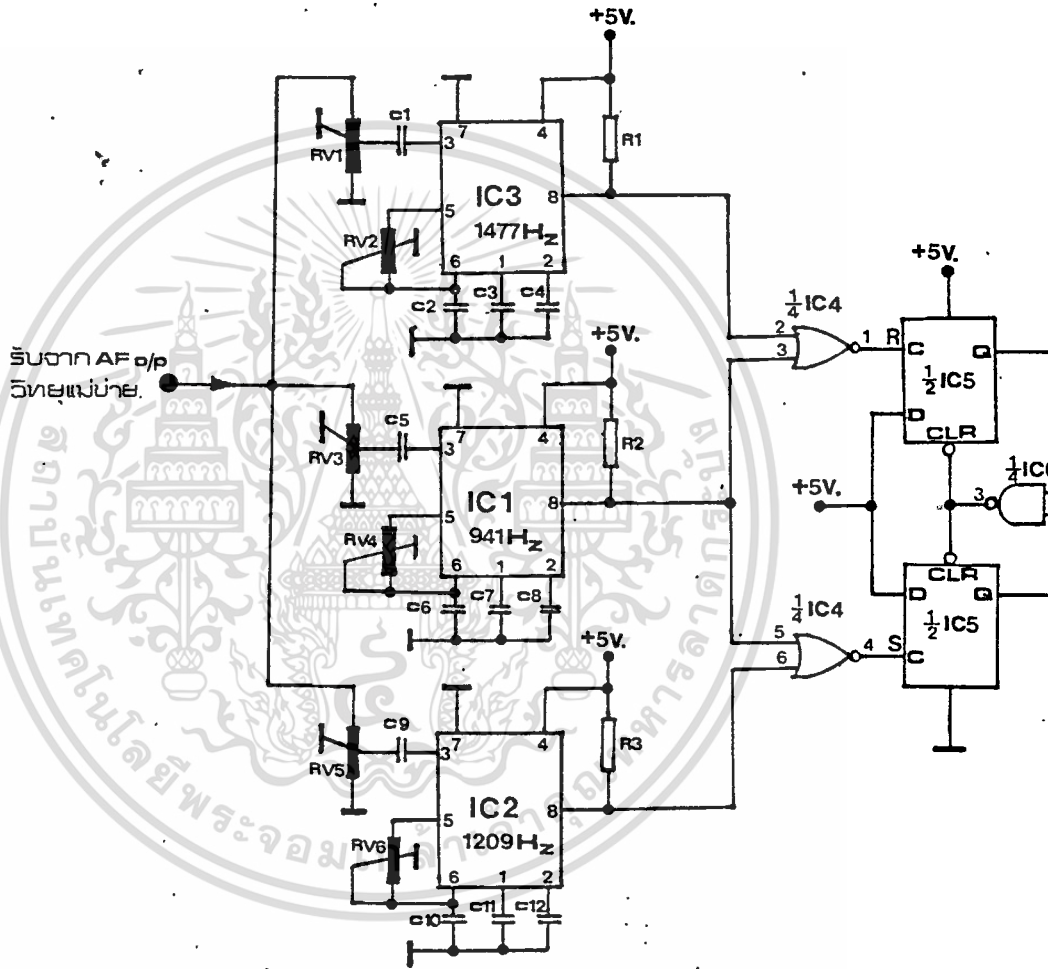 +5V.
c1
3
7
4
R1
RV1
IC3
8
1477Hz
5
RV2
6
1
2
c2
c3
c4
+5V.
1/4 IC4
2
3
1
R
C
Q
1/2 IC5
D
CLR
+5V.
รับจาก AF o/p
วิทยุแม่ข่าย
+5V.
c5
3
7
4
R2
RV3
IC1
8
941Hz
5
RV4
6
1
2
c6
c7
c8
+5V.
3
1/4 IC
CLR
D
Q
1/2 IC5
1/4 IC4
5
6
4
S
C
+5V.
c9
3
7
4
R3
RV5
IC2
8
1209Hz
5
RV6
6
1
2
c10
c11
c12